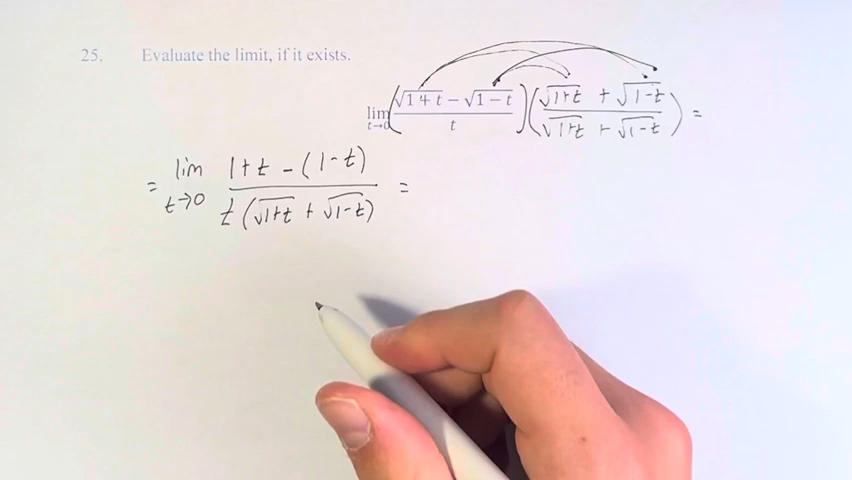 25. Evaluate the limit, if it exists.
lim t→0 (√(1+t) − √(1−t) / t) (√(1+t) + √(1−t) / √(1+t) + √(1−t)) =
= lim t→0 1+t − (1−t) / t(√(1+t) + √(1−t)) =